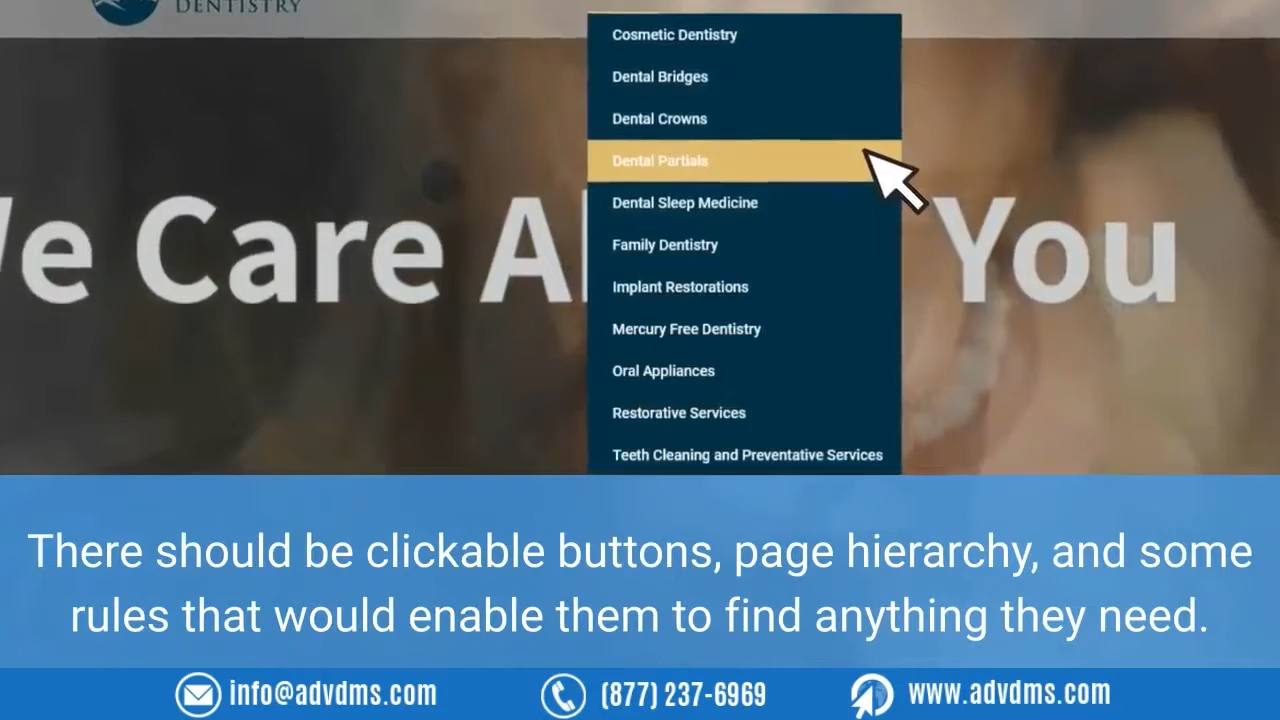 DENTISTRY
Cosmetic Dentistry
Dental Bridges
Dental Crowns
Dental Partials
Dental Sleep Medicine
Family Dentistry
Implant Restorations
Mercury Free Dentistry
Oral Appliances
Restorative Services
Teeth Cleaning and Preventative Services
Care You
There should be clickable buttons, page hierarchy, and some
rules that would enable them to find anything they need.
info@advdms.com (877) 237-6969 www.advdms.com